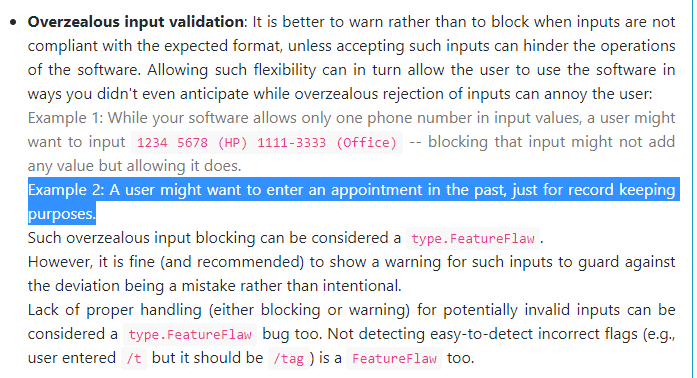 Overzealous input validation: It is better to warn rather than to block when inputs are not
compliant with the expected format, unless accepting such inputs can hinder the operations
of the software. Allowing such flexibility can in turn allow the user to use the software in
ways you didn't even anticipate while overzealous rejection of inputs can annoy the user:
Example 1: While your software allows only one phone number in input values, a user might
want to input 1234 5678 (HP) 1111-3333 (Office) -- blocking that input might not add
any value but allowing it does.
Example 2: A user might want to enter an appointment in the past, just for record keeping
purposes.
Such overzealous input blocking can be considered a type.FeatureFlaw.
However, it is fine (and recommended) to show a warning for such inputs to guard against
the deviation being a mistake rather than intentional.
Lack of proper handling (either blocking or warning) for potentially invalid inputs can be
considered a type.FeatureFlaw bug too. Not detecting easy-to-detect incorrect flags (e.g.,
user entered /t but it should be /tag ) is a FeatureFlaw too.